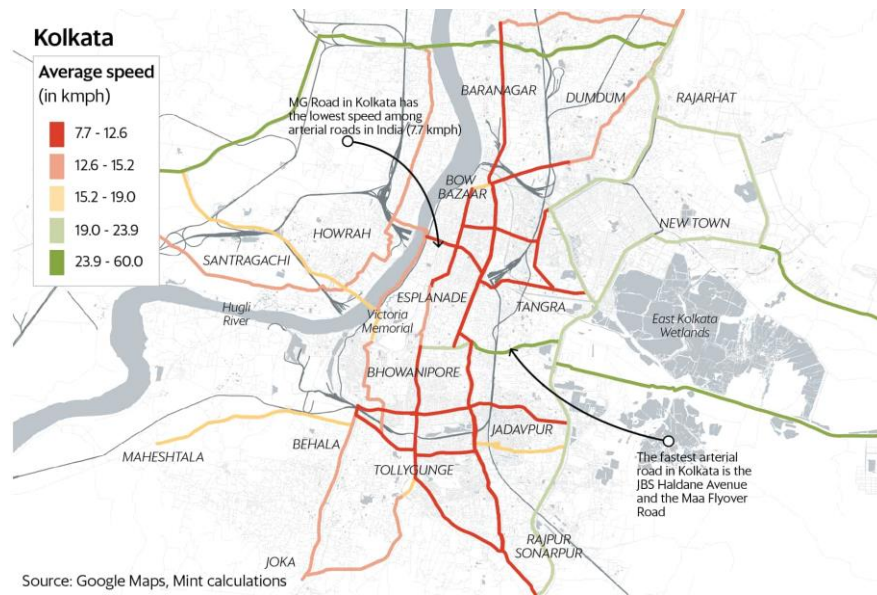 Kolkata
Average speed
(in kmph)
7.7 - 12.6
12.6 - 15.2
15.2 - 19.0
19.0 - 23.9
23.9 - 60.0
MG Road in Kolkata has
the lowest speed among
arterial roads in India (7.7 kmph)
BARANAGAR
DUMDUM
RAJARHAT
BOW
BAZAAR
HOWRAH
NEW TOWN
SANTRAGACHI
ESPLANADE
TANGRA
Hugli
River
Victoria
Memorial
East Kolkata
Wetlands
BHOWANIPORE
JADAVPUR
BEHALA
MAHESHTALA
TOLLYGUNGE
The fastest arterial
road in Kolkata is the
JBS Haldane Avenue
and the Maa Flyover
Road
RAJPUR
SONARPUR
JOKA
Source: Google Maps, Mint calculations